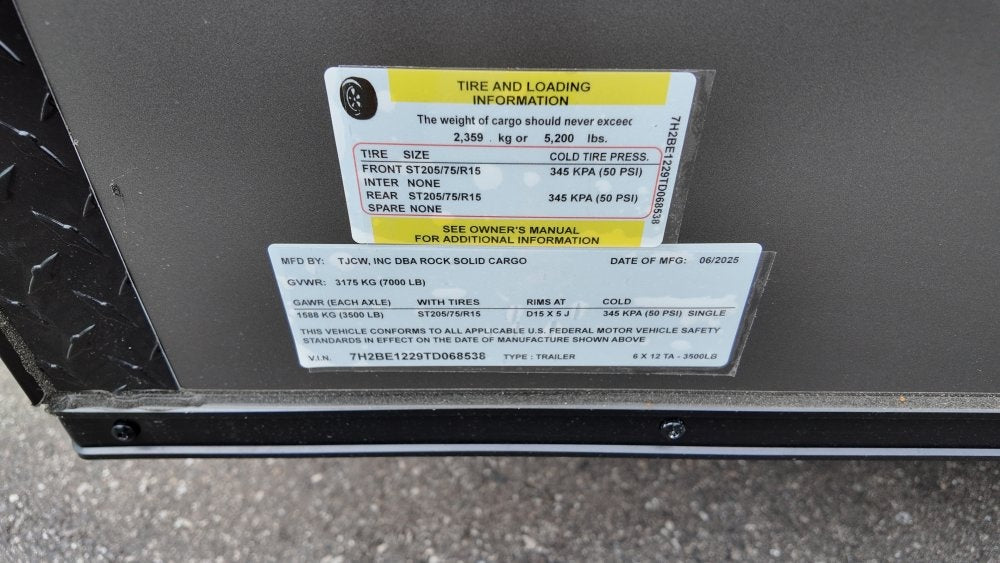 TIRE AND LOADING
INFORMATION
The weight of cargo should never exceed
2,359 kg or 5,200 lbs.
TIRE SIZE COLD TIRE PRESS.
FRONT ST205/75/R15 345 KPA (50 PSI)
INTER NONE
REAR ST205/75/R15 345 KPA (50 PSI)
SPARE NONE
SEE OWNER'S MANUAL
FOR ADDITIONAL INFORMATION
7H2BE1229TD068538
MFD BY: TJCW, INC DBA ROCK SOLID CARGO DATE OF MFG: 06/2025
GVWR: 3175 KG (7000 LB)
GAWR (EACH AXLE) WITH TIRES RIMS AT COLD
1588 KG (3500 LB) ST205/75/R15 D15 X 5 J 345 KPA (50 PSI) SINGLE
THIS VEHICLE CONFORMS TO ALL APPLICABLE U.S. FEDERAL MOTOR VEHICLE SAFETY
STANDARDS IN EFFECT ON THE DATE OF MANUFACTURE SHOWN ABOVE
V.I.N. 7H2BE1229TD068538 TYPE : TRAILER 6 X 12 TA - 3500LB